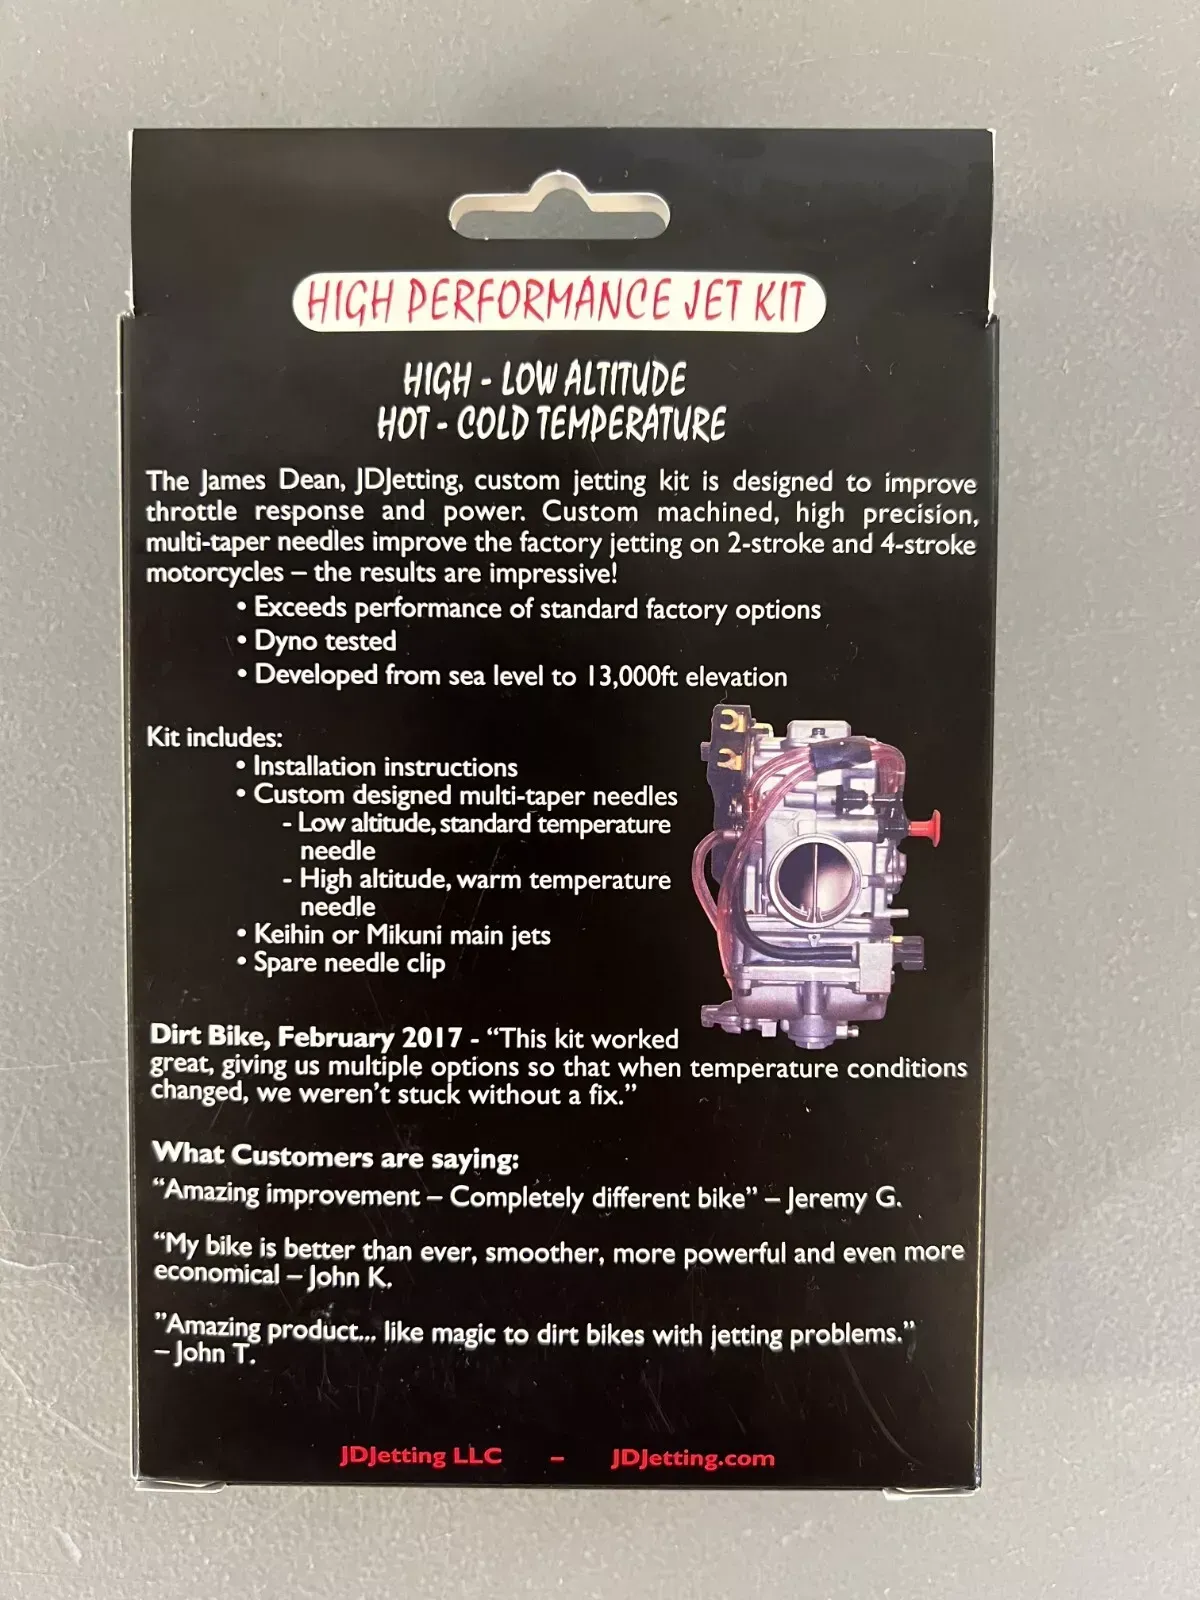 HIGH PERFORMANCE JET KIT
HIGH - LOW ALTITUDE
HOT - COLD TEMPERATURE
The James Dean, JDJetting, custom jetting kit is designed to improve
throttle response and power. Custom machined, high precision,
multi-taper needles improve the factory jetting on 2-stroke and 4-stroke
motorcycles – the results are impressive!
• Exceeds performance of standard factory options
• Dyno tested
• Developed from sea level to 13,000ft elevation
Kit includes:
• Installation instructions
• Custom designed multi-taper needles
- Low altitude, standard temperature
needle
- High altitude, warm temperature
needle
• Keihin or Mikuni main jets
• Spare needle clip
Dirt Bike, February 2017 - “This kit worked
great, giving us multiple options so that when temperature conditions
changed, we weren’t stuck without a fix.”
What Customers are saying:
“Amazing improvement – Completely different bike” – Jeremy G.
“My bike is better than ever, smoother, more powerful and even more
economical – John K.
”Amazing product... like magic to dirt bikes with jetting problems.”
– John T.
JDJetting LLC – JDJetting.com